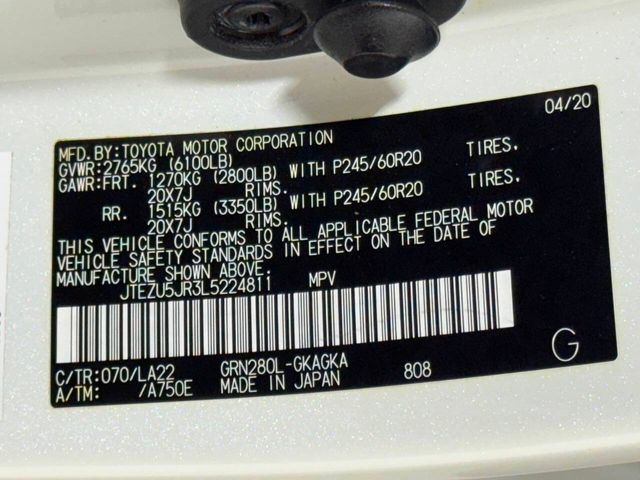 04/20
MFD.BY:TOYOTA MOTOR CORPORATION
GVWR:2765KG (6100LB)
GAWR:FRT. 1270KG (2800LB) WITH P245/60R20 TIRES.
20X7J RIMS.
RR. 1515KG (3350LB) WITH P245/60R20 TIRES.
20X7J RIMS.
THIS VEHICLE CONFORMS TO ALL APPLICABLE FEDERAL MOTOR
VEHICLE SAFETY STANDARDS IN EFFECT ON THE DATE OF
MANUFACTURE SHOWN ABOVE.
JTEZU5JR3L5224811 MPV
C/TR:070/LA22 GRN280L-GKAGKA 808 G
A/TM: /A750E MADE IN JAPAN